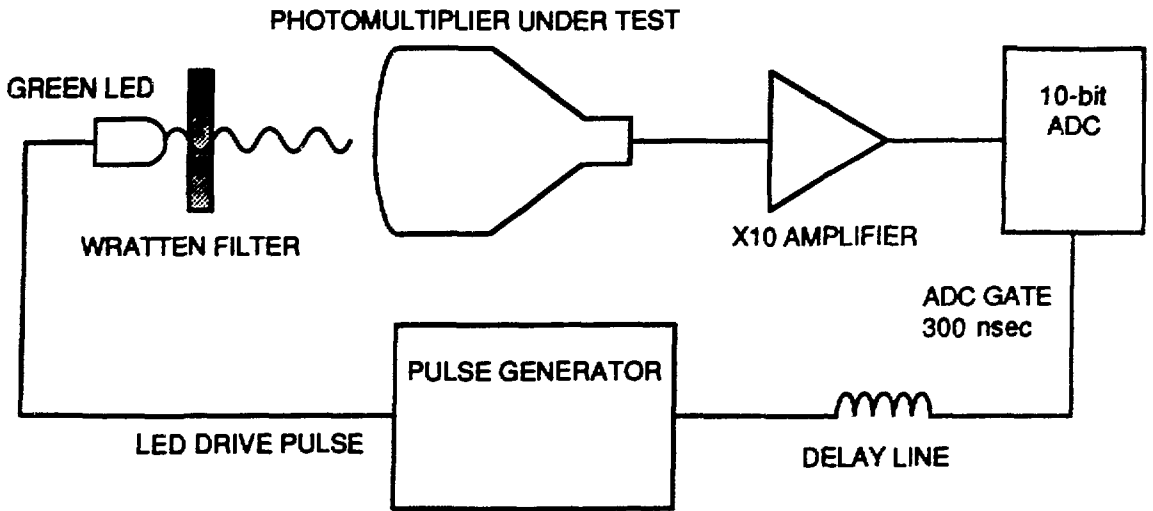 PHOTOMULTIPLIER UNDER TEST
GREEN LED
10-bit
ADC
WRATTEN FILTER
X10 AMPLIFIER
ADC GATE
300 nsec
PULSE GENERATOR
LED DRIVE PULSE
DELAY LINE